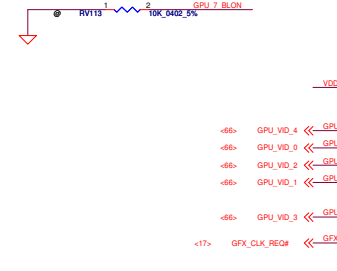 1 2 GPU_7_BLON
@ RV113 10K_0402_5%
VDD
<66> GPU_VID_4 GPU
<66> GPU_VID_0 GPU
<66> GPU_VID_2 GPU
<66> GPU_VID_1 GPU
<66> GPU_VID_3 GPU
<17> GFX_CLK_REQ# GFX